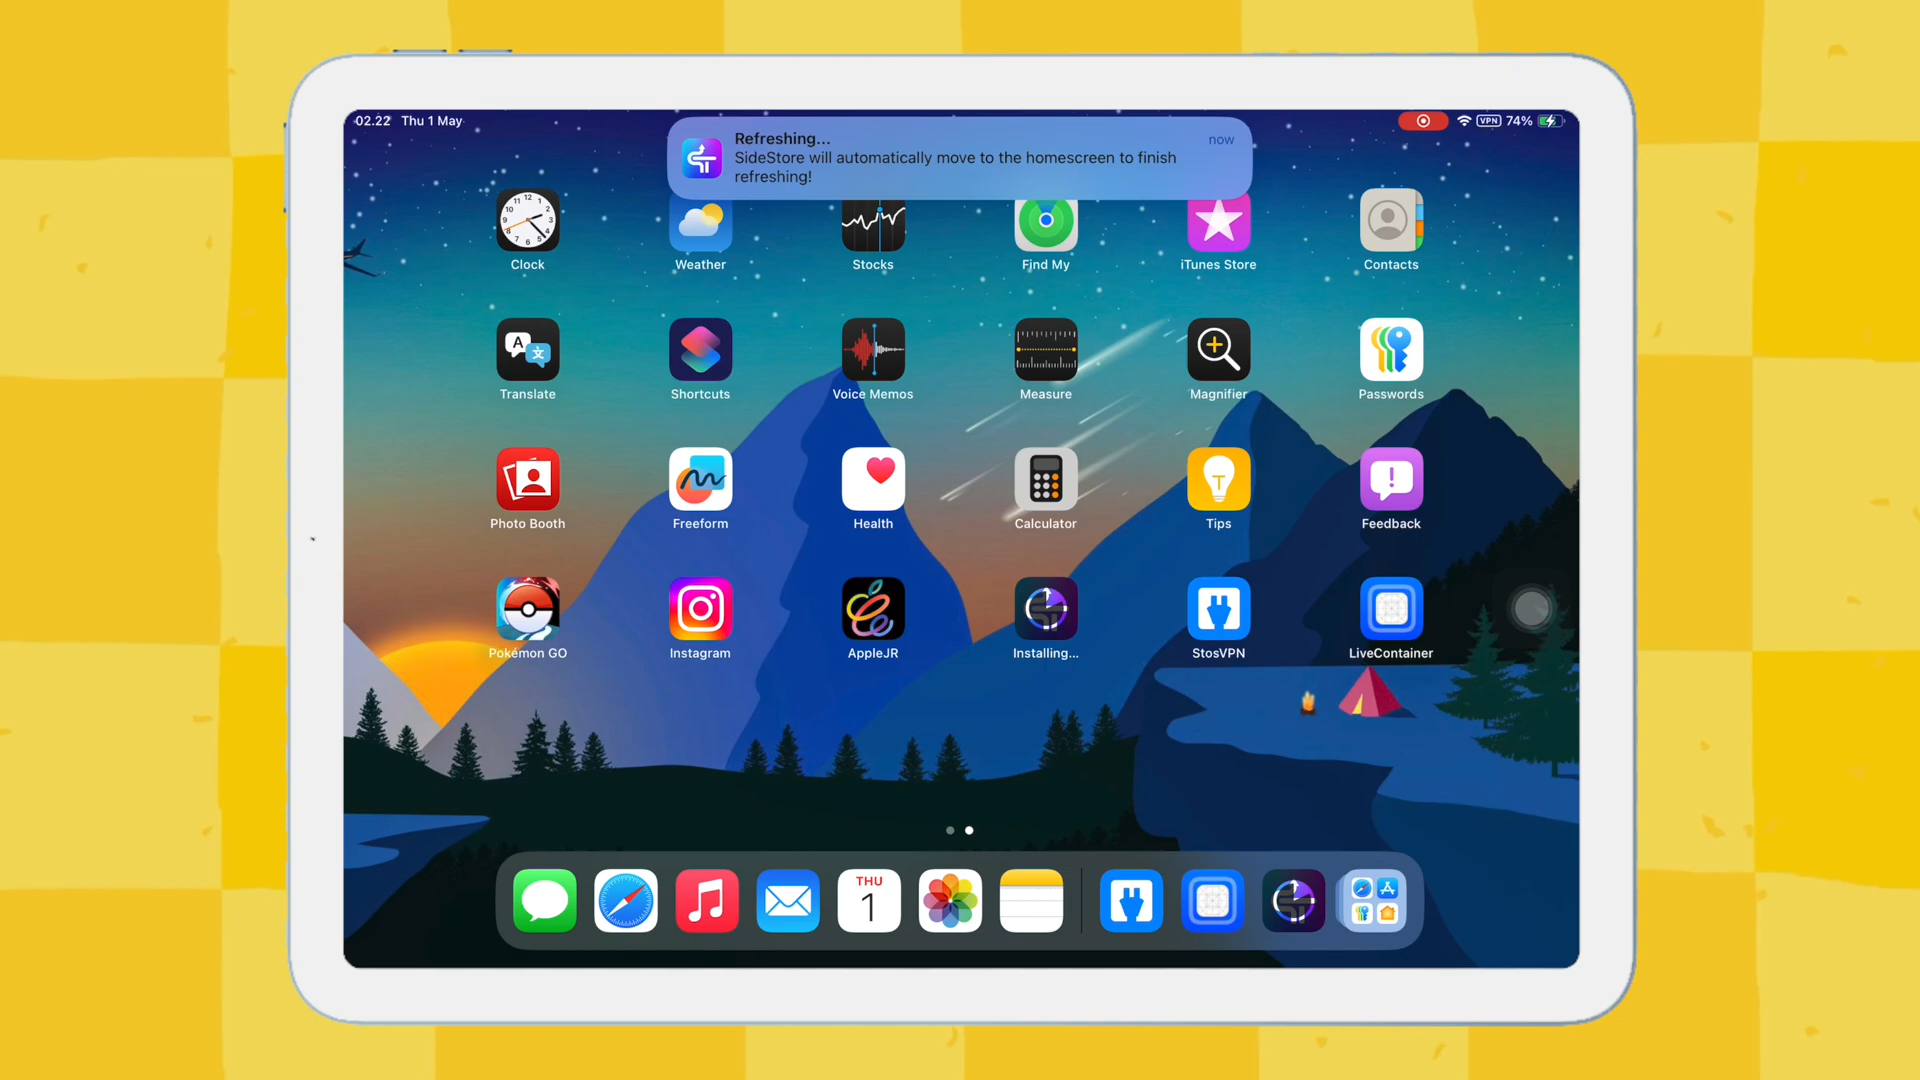 02.22 Thu 1 May
VPN 74%
Refreshing... now
SideStore will automatically move to the homescreen to finish
refreshing!
Clock Weather Stocks Find My iTunes Store Contacts
Translate Shortcuts Voice Memos Measure Magnifier Passwords
Photo Booth Freeform Health Calculator Tips Feedback
Pokémon GO Instagram AppleJR Installing... StosVPN LiveContainer
THU
1